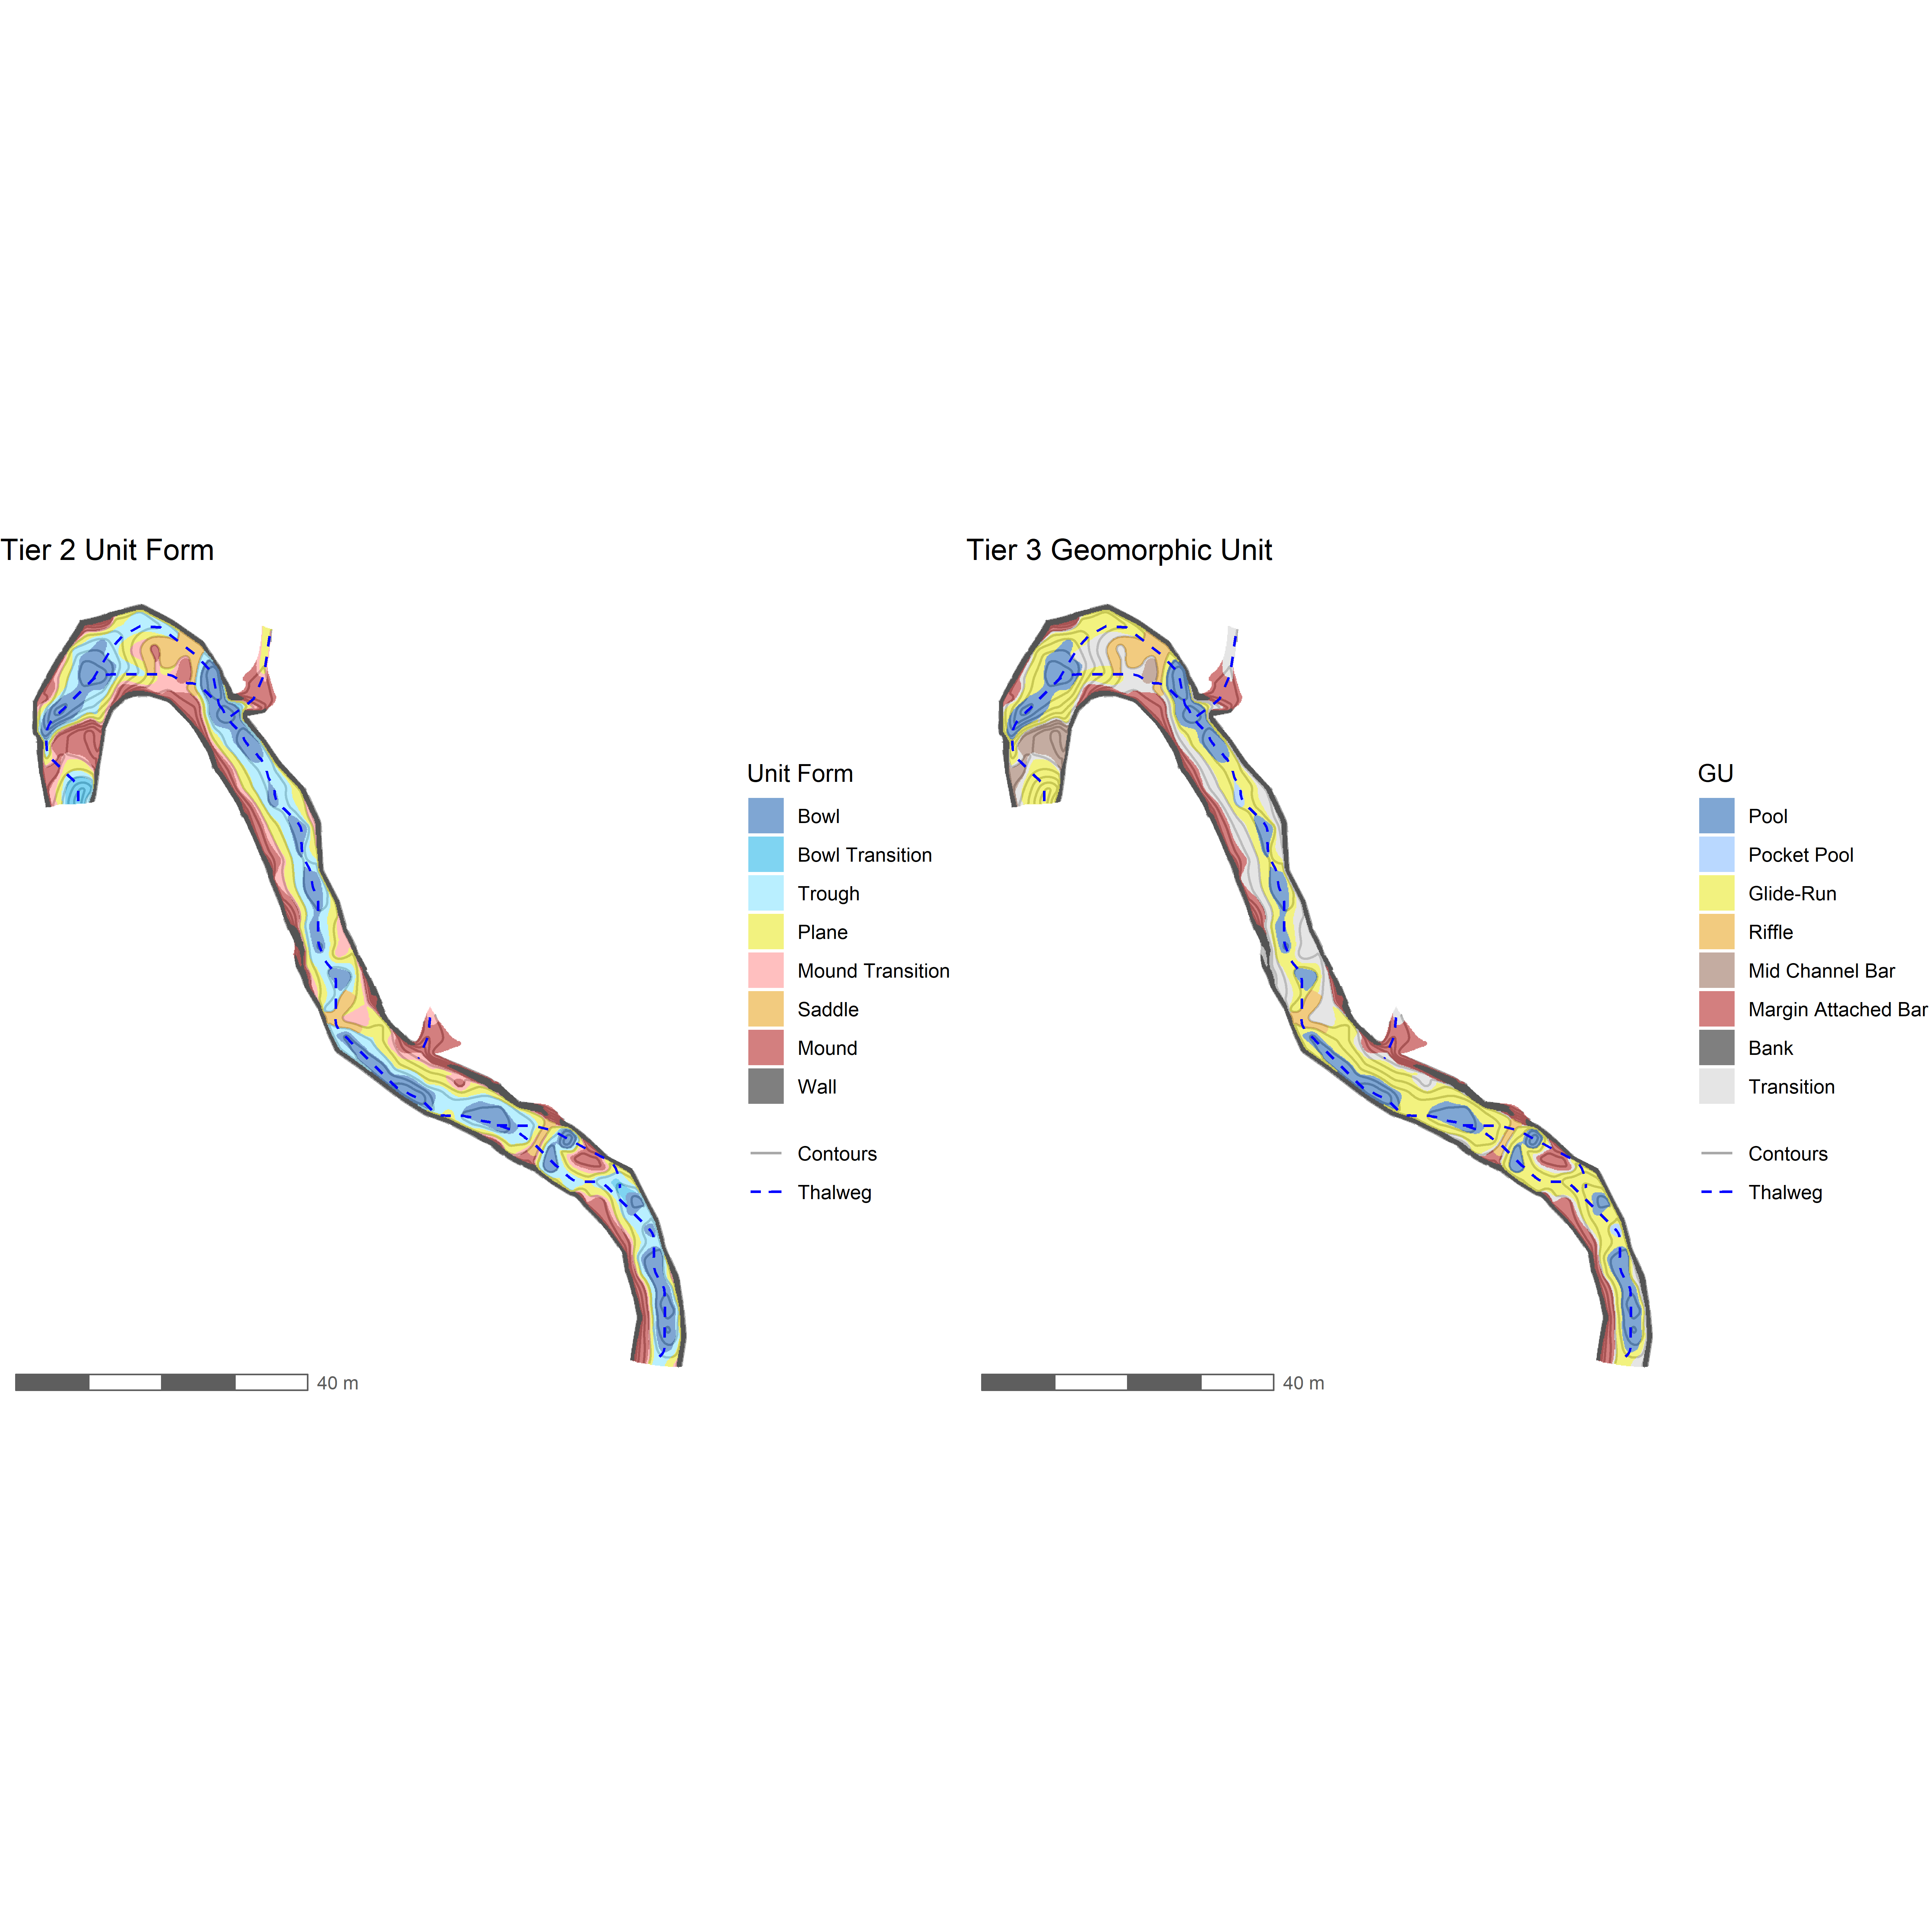 Tier 2 Unit Form
Unit Form
Bowl
Bowl Transition
Trough
Plane
Mound Transition
Saddle
Mound
Wall
Contours
Thalweg
40 m
Tier 3 Geomorphic Unit
GU
Pool
Pocket Pool
Glide-Run
Riffle
Mid Channel Bar
Margin Attached Bar
Bank
Transition
Contours
Thalweg
40 m